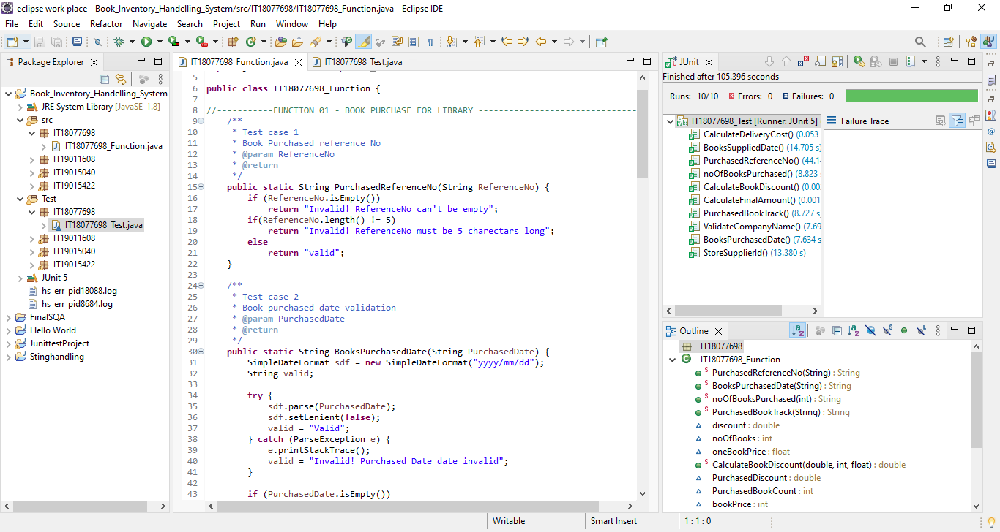 eclipse work place - Book_Inventory_Handelling_System/src/IT18077698/IT18077698_Function.java - Eclipse IDE
File Edit Source Refactor Navigate Search Project Run Window Help
Package Explorer
Book_Inventory_Handelling_System
JRE System Library [JavaSE-1.8]
src
IT18077698
IT18077698_Function.java
IT19011608
IT19015040
IT19015422
Test
IT18077698
IT18077698_Test.java
IT19011608
IT19015040
IT19015422
JUnit 5
hs_err_pid18088.log
hs_err_pid8684.log
FinalSQA
Hello World
JunittestProject
Stinghandling
IT18077698_Function.java IT18077698_Test.java
5
6 public class IT18077698_Function {
7
8 //-----------FUNCTION 01 - BOOK PURCHASE FOR LIBRARY -------------------------------
9 /**
10 * Test case 1
11 * Book Purchased reference No
12 * @param ReferenceNo
13 * @return
14 */
15 public static String PurchasedReferenceNo(String ReferenceNo) {
16 if (ReferenceNo.isEmpty())
17 return "Invalid! ReferenceNo can't be empty";
18 if(ReferenceNo.length() != 5)
19 return "Invalid! ReferenceNo must be 5 charectars long";
20 else
21 return "valid";
22 }
23
24 /**
25 * Test case 2
26 * Book purchased date validation
27 * @param PurchasedDate
28 * @return
29 */
30 public static String BooksPurchasedDate(String PurchasedDate) {
31 SimpleDateFormat sdf = new SimpleDateFormat("yyyy/mm/dd");
32 String valid;
33
34 try {
35 sdf.parse(PurchasedDate);
36 sdf.setLenient(false);
37 valid = "Valid";
38 } catch (ParseException e) {
39 e.printStackTrace();
40 valid = "Invalid! Purchased Date date invalid";
41 }
42
43 if (PurchasedDate.isEmpty())
JUnit
Finished after 105.396 seconds
Runs: 10/10 Errors: 0 Failures: 0
IT18077698_Test [Runner: JUnit 5] (
CalculateDeliveryCost() (0.053
BooksSuppliedDate() (14.705 s)
PurchasedReferenceNo() (44.14
noOfBooksPurchased() (8.823
CalculateBookDiscount() (0.002
CalculateFinalAmount() (0.001
PurchasedBookTrack() (8.727 s)
ValidateCompanyName() (7.69
BooksPurchasedDate() (7.634 s
StoreSupplierId() (13.380 s)
Failure Trace
Outline
IT18077698
IT18077698_Function
PurchasedReferenceNo(String) : String
BooksPurchasedDate(String) : String
noOfBooksPurchased(int) : String
PurchasedBookTrack(String) : String
discount : double
noOfBooks : int
oneBookPrice : float
CalculateBookDiscount(double, int, float) : double
PurchasedDiscount : double
PurchasedBookCount : int
bookPrice : int
Writable Smart Insert 1 : 1 : 0